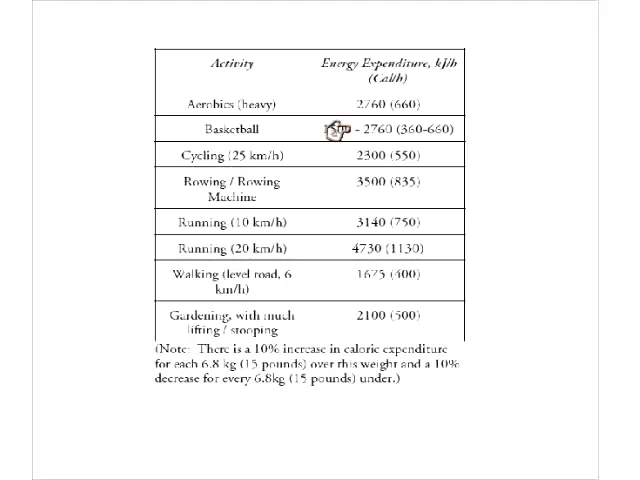 Activity Energy Expenditure, kJ/h
(Cal/h)
Aerobics (heavy) 2760 (660)
Basketball - 2760 (360-660)
Cycling (25 km/h) 2300 (550)
Rowing / Rowing 3500 (835)
Machine
Running (10 km/h) 3140 (750)
Running (20 km/h) 4730 (1130)
Walking (level road, 6 1675 (400)
km/h)
Gardening, with much 2100 (500)
lifting / stooping
(Note: There is a 10% increase in caloric expenditure
for each 6.8 kg (15 pounds) over this weight and a 10%
decrease for every 6.8kg (15 pounds) under.)